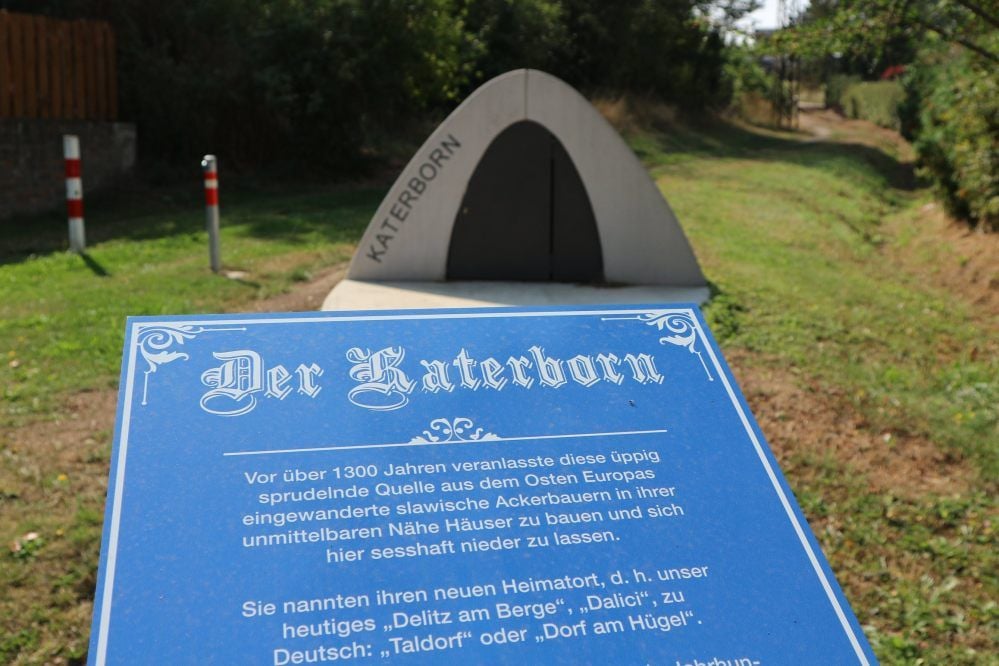 KATERBORN
Der Katerborn
Vor über 1300 Jahren veranlasste diese üppig
sprudelnde Quelle aus dem Osten Europas
eingewanderte slawische Ackerbauern in ihrer
unmittelbaren Nähe Häuser zu bauen und sich
hier sesshaft nieder zu lassen.
Sie nannten ihren neuen Heimatort, d. h. unser
heutiges „Delitz am Berge“, „Dalici“, zu
Deutsch: „Taldorf“ oder „Dorf am Hügel“.